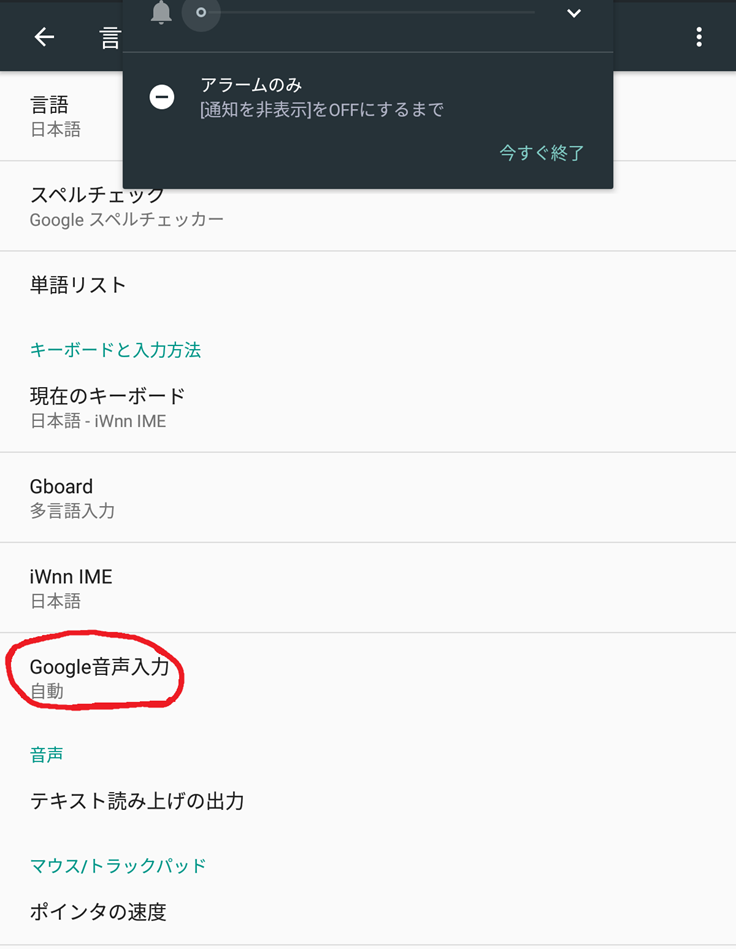 言
アラームのみ
[通知を非表示]をOFFにするまで
今すぐ終了
言語
日本語
スペルチェック
Google スペルチェッカー
単語リスト
キーボードと入力方法
現在のキーボード
日本語 - iWnn IME
Gboard
多言語入力
iWnn IME
日本語
Google音声入力
自動
音声
テキスト読み上げの出力
マウス/トラックパッド
ポインタの速度